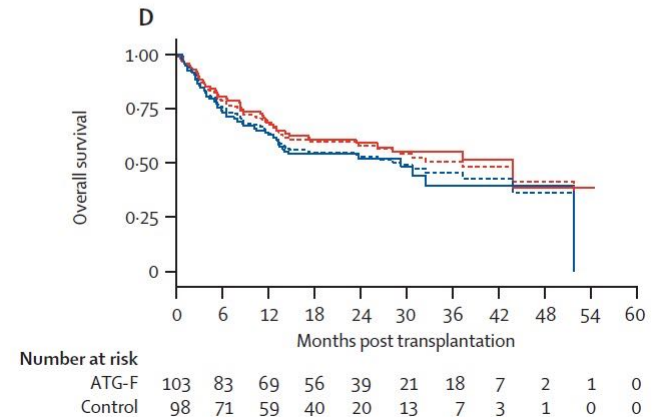 D
1·00
0·75
0·50
0·25
0
Overall survival
0 6 12 18 24 30 36 42 48 54 60
Months post transplantation
Number at risk
ATG-F 103 83 69 56 39 21 18 7 2 1 0
Control 98 71 59 40 20 13 7 3 1 0 0